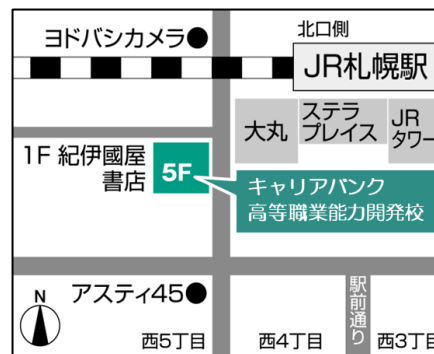 北口側
ヨドバシカメラ
JR札幌駅
大丸
ステラ
プレイス
JR
タワー
1F 紀伊國屋
書店
5F
キャリアバンク
高等職業能力開発校
N
アスティ45
駅前通り
西5丁目
西4丁目
西3丁目